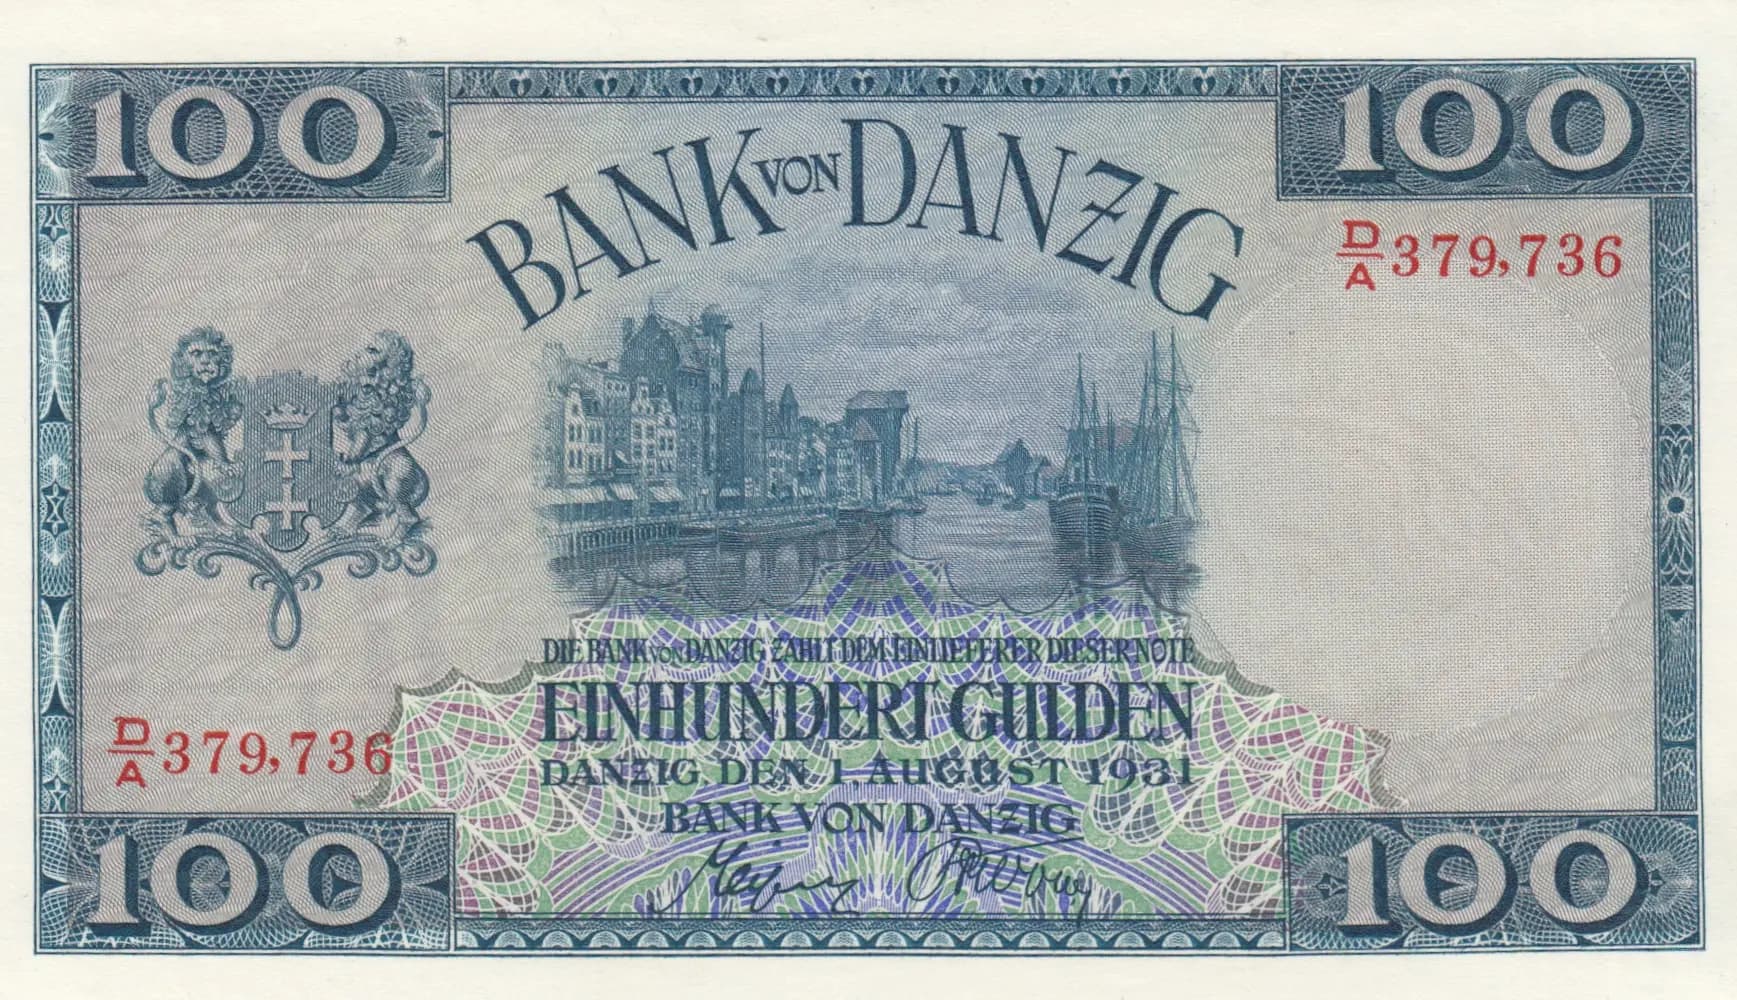 100 100
BANK VON DANZIG
D/A 379,736
DIE BANK VON DANZIG ZAHLT DEM EINLIEFERER DIESER NOTE
EINHUNDERT GULDEN
D/A 379,736
DANZIG, DEN 1. AUGUST 1931
BANK VON DANZIG
100 100